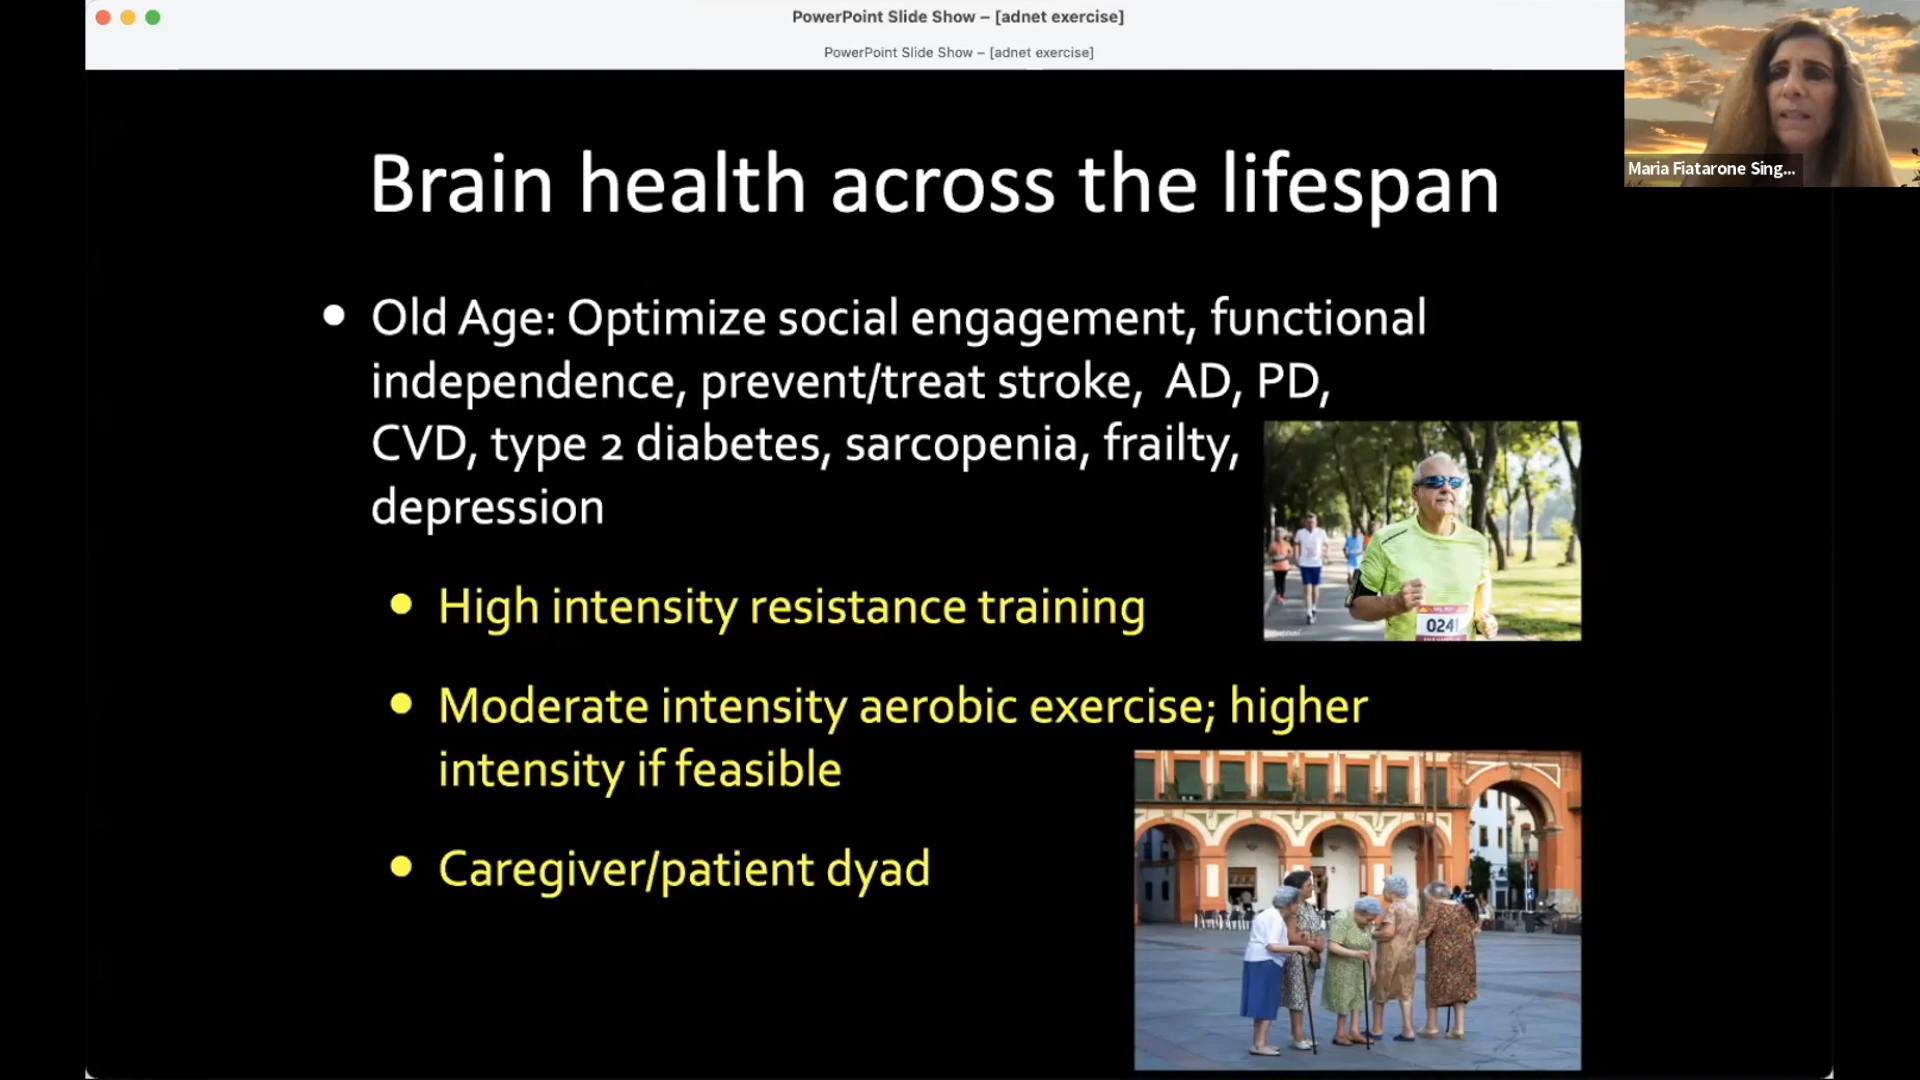 PowerPoint Slide Show – [adnet exercise]
PowerPoint Slide Show – [adnet exercise]
Maria Fiatarone Sing...
Brain health across the lifespan
• Old Age: Optimize social engagement, functional
independence, prevent/treat stroke, AD, PD,
CVD, type 2 diabetes, sarcopenia, frailty,
depression
0241
• High intensity resistance training
• Moderate intensity aerobic exercise; higher
intensity if feasible
• Caregiver/patient dyad